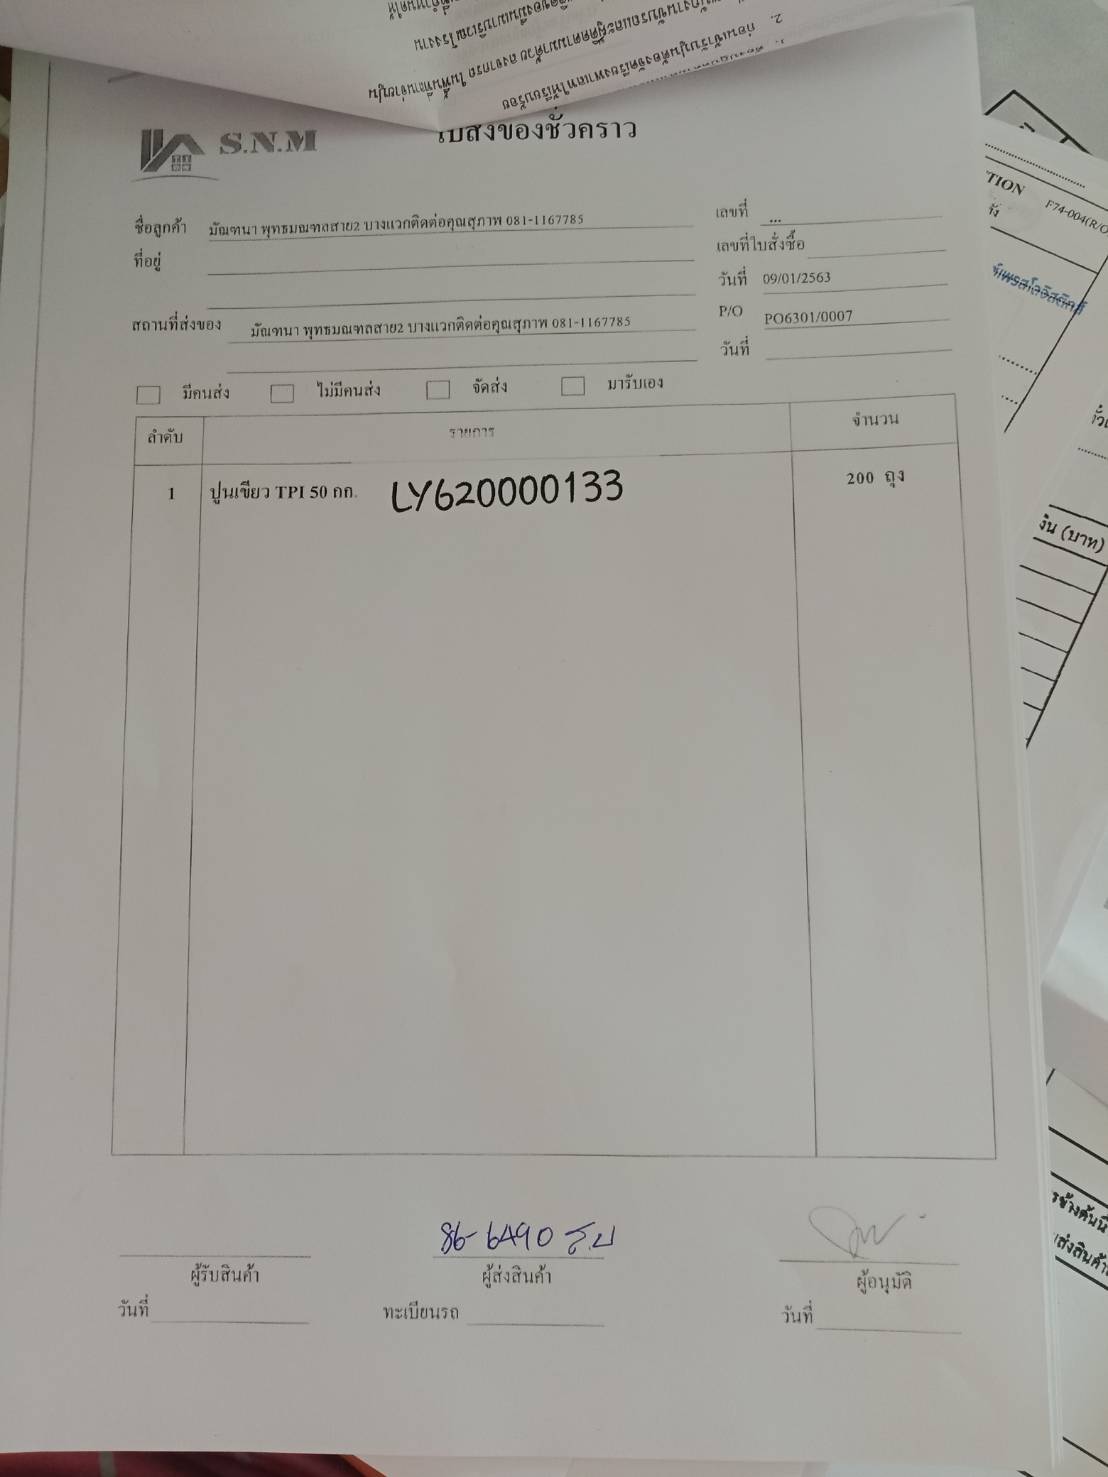 ใบส่งของชั่วคราว
S.N.M
ชื่อลูกค้า มัณฑนา พุทธมณฑลสาย2 บางแวกติดต่อคุณสุภาพ 081-1167785
เลขที่ ...
ที่อยู่
เลขที่ใบสั่งซื้อ
วันที่ 09/01/2563
สถานที่ส่งของ มัณฑนา พุทธมณฑลสาย2 บางแวกติดต่อคุณสุภาพ 081-1167785
P/O PO6301/0007
วันที่
มีคนส่ง ไม่มีคนส่ง จัดส่ง มารับเอง
ลำดับ รายการ จำนวน
1 ปูนเขียว TPI 50 กก. LY620000133 200 ถุง
86-6490 สบ
ผู้รับสินค้า ผู้ส่งสินค้า ผู้อนุมัติ
วันที่ ทะเบียนรถ วันที่
TION
F74-004(R/O
งิน (บาท)